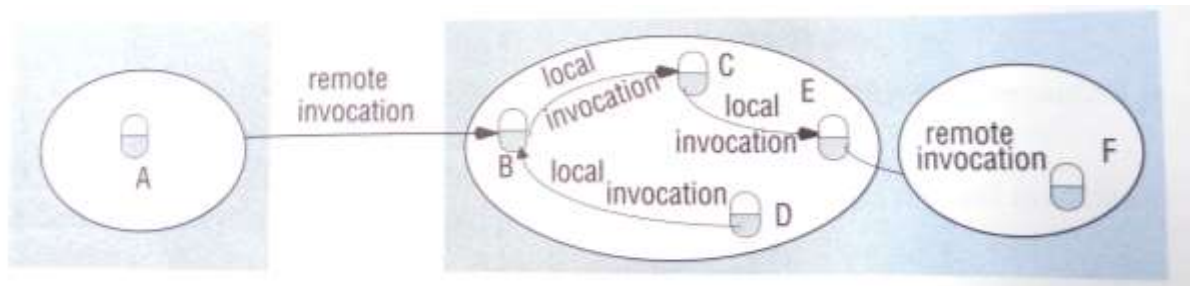 remote
invocation
A
B
local
invocation
C
local
invocation
E
local
invocation
D
remote
invocation
F